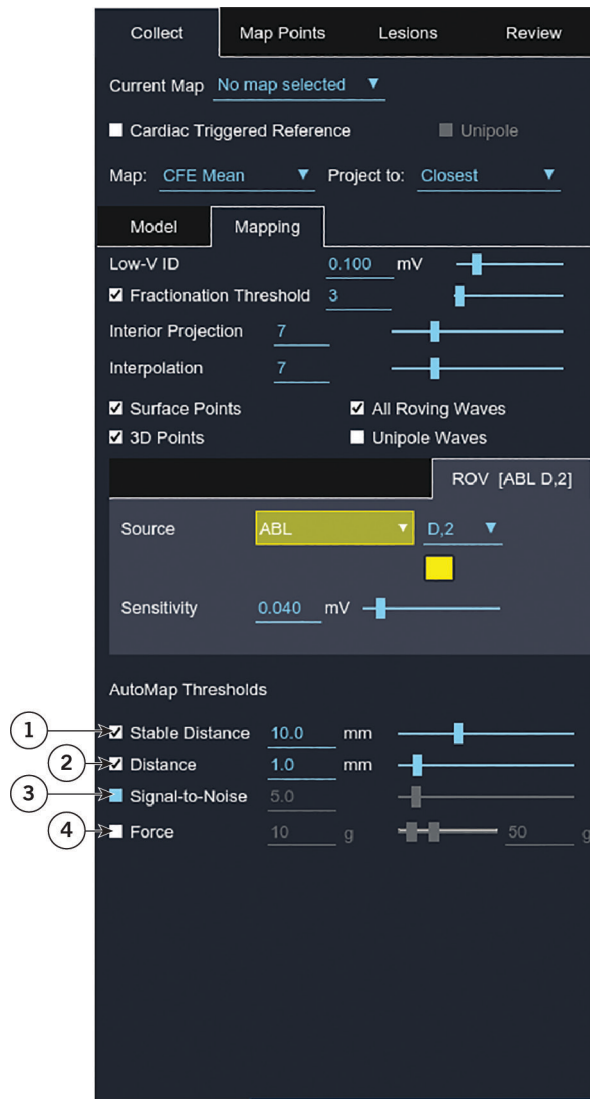 Collect Map Points Lesions Review
Current Map No map selected
Cardiac Triggered Reference Unipole
Map: CFE Mean Project to: Closest
Model Mapping
Low-V ID 0.100 mV
Fractionation Threshold 3
Interior Projection 7
Interpolation 7
Surface Points All Roving Waves
3D Points Unipole Waves
ROV [ABL D,2]
Source ABL D,2
Sensitivity 0.040 mV
AutoMap Thresholds
1 Stable Distance 10.0 mm
2 Distance 1.0 mm
3 Signal-to-Noise 5.0
4 Force 10 g 50 g